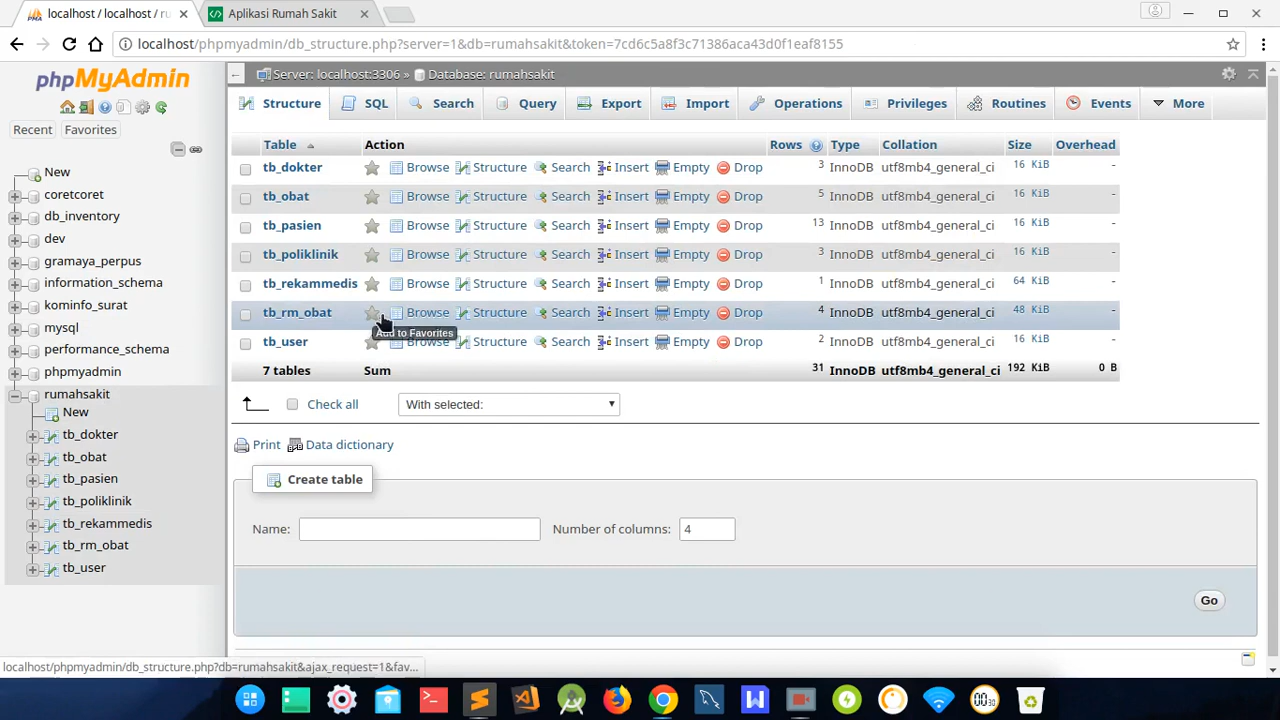 localhost / localhost / ru
Aplikasi Rumah Sakit
localhost/phpmyadmin/db_structure.php?server=1&db=rumahsakit&token=7cd6c5a8f3c71386aca43d0f1eaf8155
phpMyAdmin
Recent Favorites
New
coretcoret
db_inventory
dev
gramaya_perpus
information_schema
kominfo_surat
mysql
performance_schema
phpmyadmin
rumahsakit
New
tb_dokter
tb_obat
tb_pasien
tb_poliklinik
tb_rekammedis
tb_rm_obat
tb_user
Server: localhost:3306 » Database: rumahsakit
Structure SQL Search Query Export Import Operations Privileges Routines Events More
Table Action Rows Type Collation Size Overhead
tb_dokter Browse Structure Search Insert Empty Drop 3 InnoDB utf8mb4_general_ci 16 KiB -
tb_obat Browse Structure Search Insert Empty Drop 5 InnoDB utf8mb4_general_ci 16 KiB -
tb_pasien Browse Structure Search Insert Empty Drop 13 InnoDB utf8mb4_general_ci 16 KiB -
tb_poliklinik Browse Structure Search Insert Empty Drop 3 InnoDB utf8mb4_general_ci 16 KiB -
tb_rekammedis Browse Structure Search Insert Empty Drop 1 InnoDB utf8mb4_general_ci 64 KiB -
tb_rm_obat Browse Structure Search Insert Empty Drop 4 InnoDB utf8mb4_general_ci 48 KiB -
Add to Favorites
tb_user Browse Structure Search Insert Empty Drop 2 InnoDB utf8mb4_general_ci 16 KiB -
7 tables Sum 31 InnoDB utf8mb4_general_ci 192 KiB 0 B
Check all With selected:
Print Data dictionary
Create table
Name: Number of columns: 4
Go
localhost/phpmyadmin/db_structure.php?db=rumahsakit&ajax_request=1&fav...